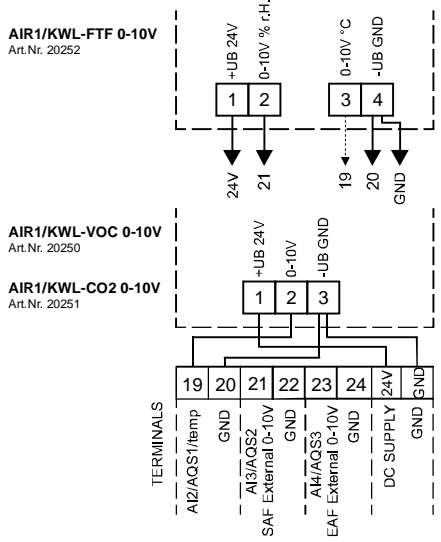 AIR1/KWL-FTF 0-10V
Art.Nr. 20252
+UB 24V
0-10V % r.H.
0-10V °C
-UB GND
1 2 3 4
24V
21
19
20
GND
AIR1/KWL-VOC 0-10V
Art.Nr. 20250
AIR1/KWL-CO2 0-10V
Art.Nr. 20251
+UB 24V
0-10V
-UB GND
1 2 3
19 20 21 22 23 24 24V GND
TERMINALS
AI2/AQS1/temp
GND
AI3/AQS2
SAF External 0-10V
GND
AI4/AQS3
EAF External 0-10V
GND
DC SUPPLY
GND